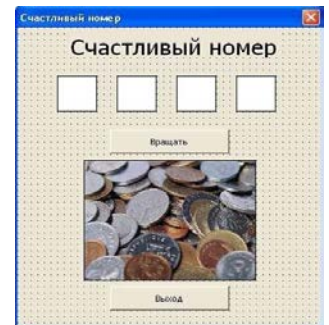 Счастливый номер
Счастливый номер
Вращать
Выход